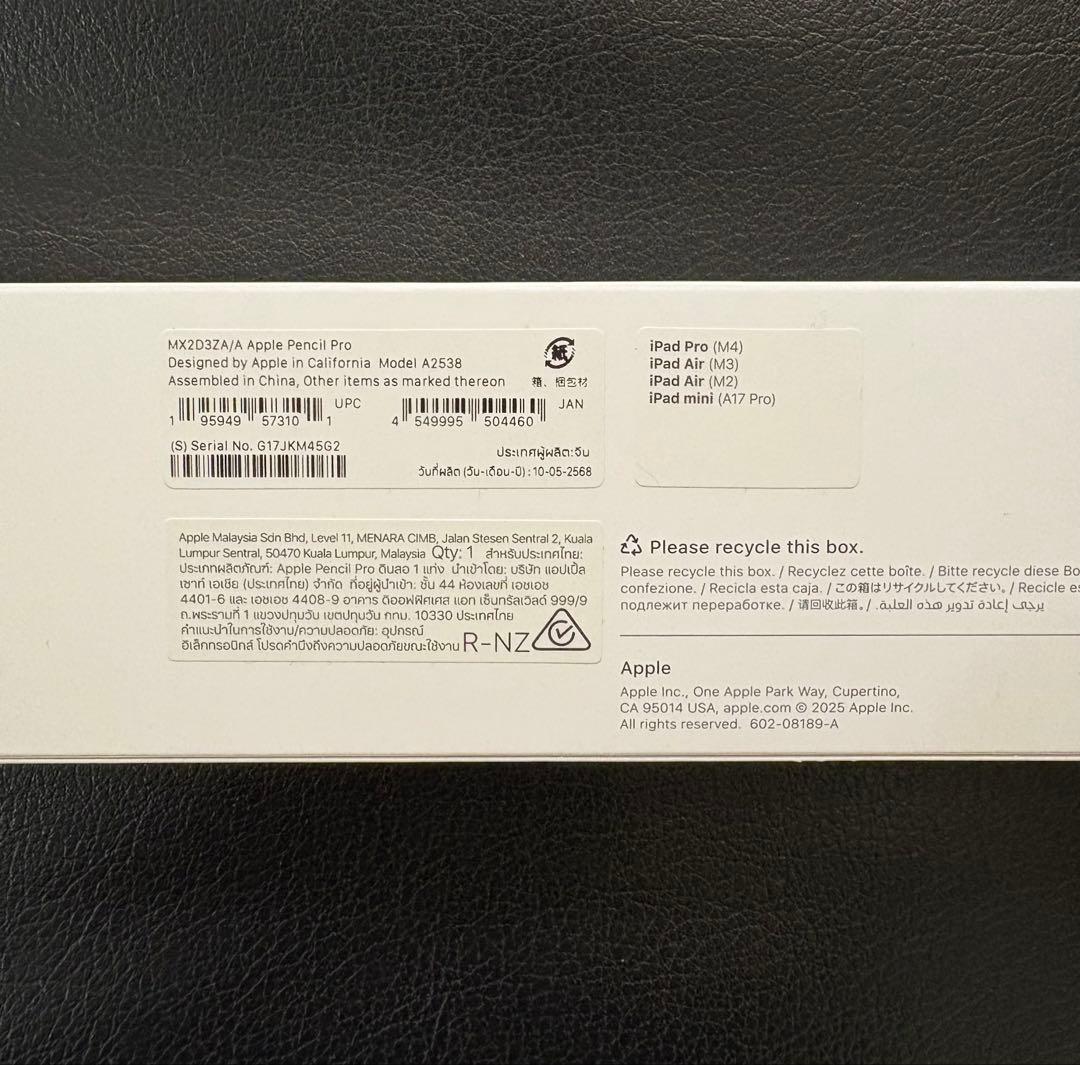 MX2D3ZA/A Apple Pencil Pro
Designed by Apple in California Model A2538
Assembled in China, Other items as marked thereon
紙
箱、梱包材
1 95949 57310 1 UPC
4 549995 504460 JAN
(S) Serial No. G17JKM45G2
ประเทศผู้ผลิต:จีน
วันที่ผลิต (วัน-เดือน-ปี) : 10-05-2568
iPad Pro (M4)
iPad Air (M3)
iPad Air (M2)
iPad mini (A17 Pro)
Apple Malaysia Sdn Bhd, Level 11, MENARA CIMB, Jalan Stesen Sentral 2, Kuala
Lumpur Sentral, 50470 Kuala Lumpur, Malaysia Qty: 1 สำหรับประเทศไทย:
ประเภทผลิตภัณฑ์: Apple Pencil Pro ดินสอ 1 แท่ง นำเข้าโดย: บริษัท แอปเปิ้ล
เซาท์ เอเชีย (ประเทศไทย) จำกัด ที่อยู่ผู้นำเข้า: ชั้น 44 ห้องเลขที่ เอชเอช
4401-6 และ เอชเอช 4408-9 อาคาร ดิออฟฟิศเศส แอท เซ็นทรัลเวิลด์ 999/9
ถ.พระรามที่ 1 แขวงปทุมวัน เขตปทุมวัน กทม. 10330 ประเทศไทย
คำแนะนำในการใช้งาน/ความปลอดภัย: อุปกรณ์
อิเล็กทรอนิกส์ โปรดคำนึงถึงความปลอดภัยขณะใช้งาน R-NZ
Please recycle this box.
Please recycle this box. / Recyclez cette boîte. / Bitte recycle diese Bo
confezione. / Recicla esta caja. / この箱はリサイクルしてください。/ Recicle es
подлежит переработке. / 请回收此箱。/ يرجى إعادة تدوير هذه العلبة.
Apple
Apple Inc., One Apple Park Way, Cupertino,
CA 95014 USA, apple.com © 2025 Apple Inc.
All rights reserved. 602-08189-A